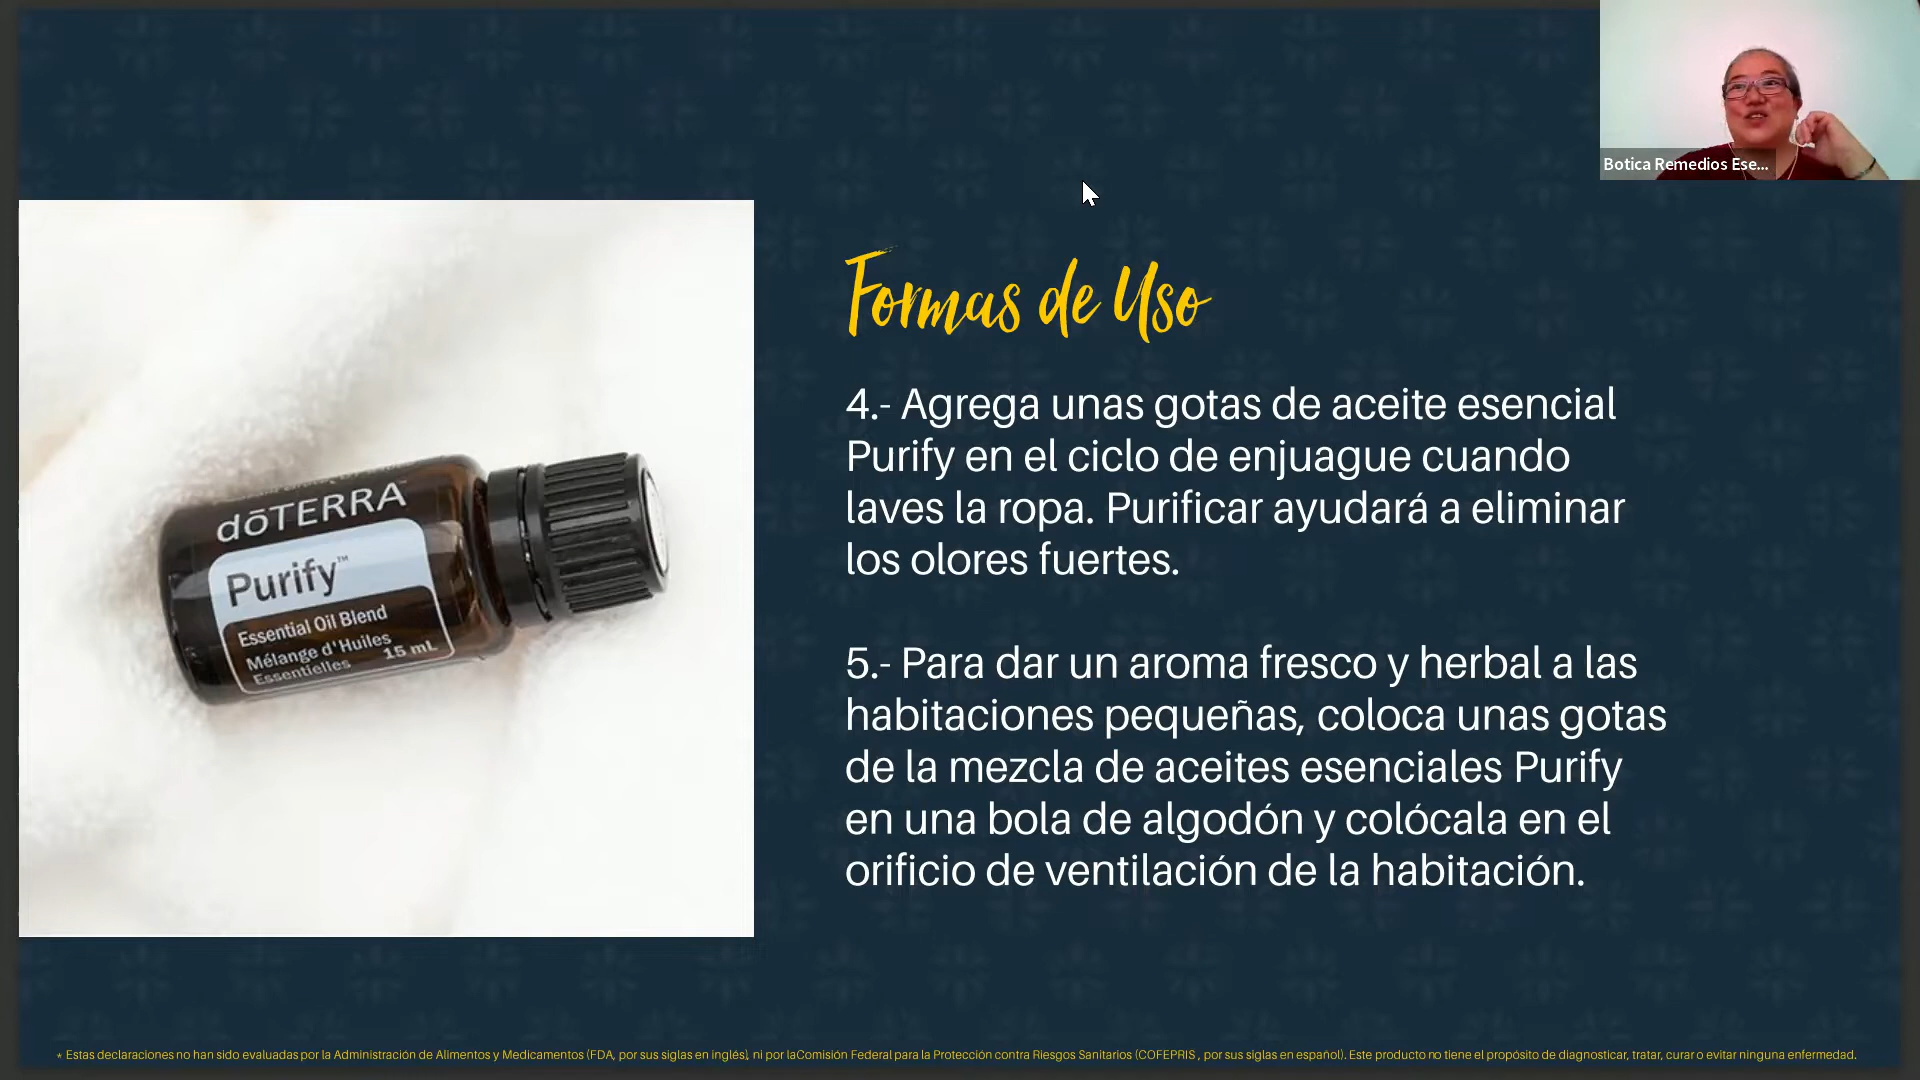 Botica Remedios Ese...
dōTERRA
Purify™
Essential Oil Blend
Mélange d'Huiles
Essentielles 15 mL
Formas de Uso
4.- Agrega unas gotas de aceite esencial
Purify en el ciclo de enjuague cuando
laves la ropa. Purificar ayudará a eliminar
los olores fuertes.
5.- Para dar un aroma fresco y herbal a las
habitaciones pequeñas, coloca unas gotas
de la mezcla de aceites esenciales Purify
en una bola de algodón y colócala en el
orificio de ventilación de la habitación.
* Estas declaraciones no han sido evaluadas por la Administración de Alimentos y Medicamentos (FDA, por sus siglas en inglés), ni por laComisión Federal para la Protección contra Riesgos Sanitarios (COFEPRIS , por sus siglas en español). Este producto no tiene el propósito de diagnosticar, tratar, curar o evitar ninguna enfermedad.